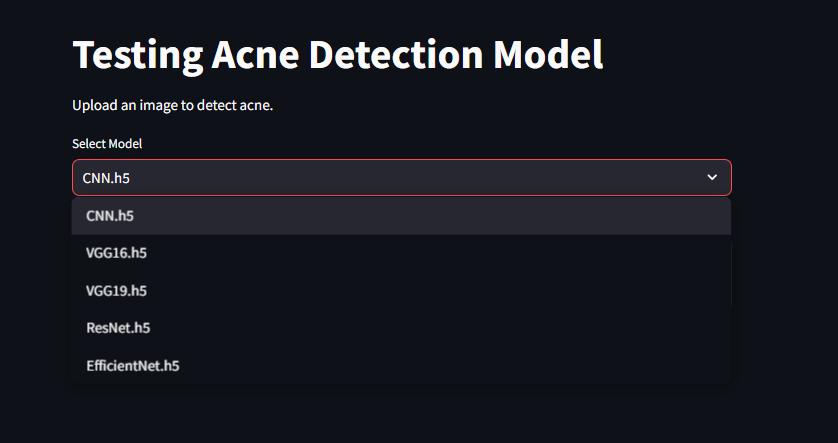 Testing Acne Detection Model
Upload an image to detect acne.
Select Model
CNN.h5
CNN.h5
VGG16.h5
VGG19.h5
ResNet.h5
EfficientNet.h5